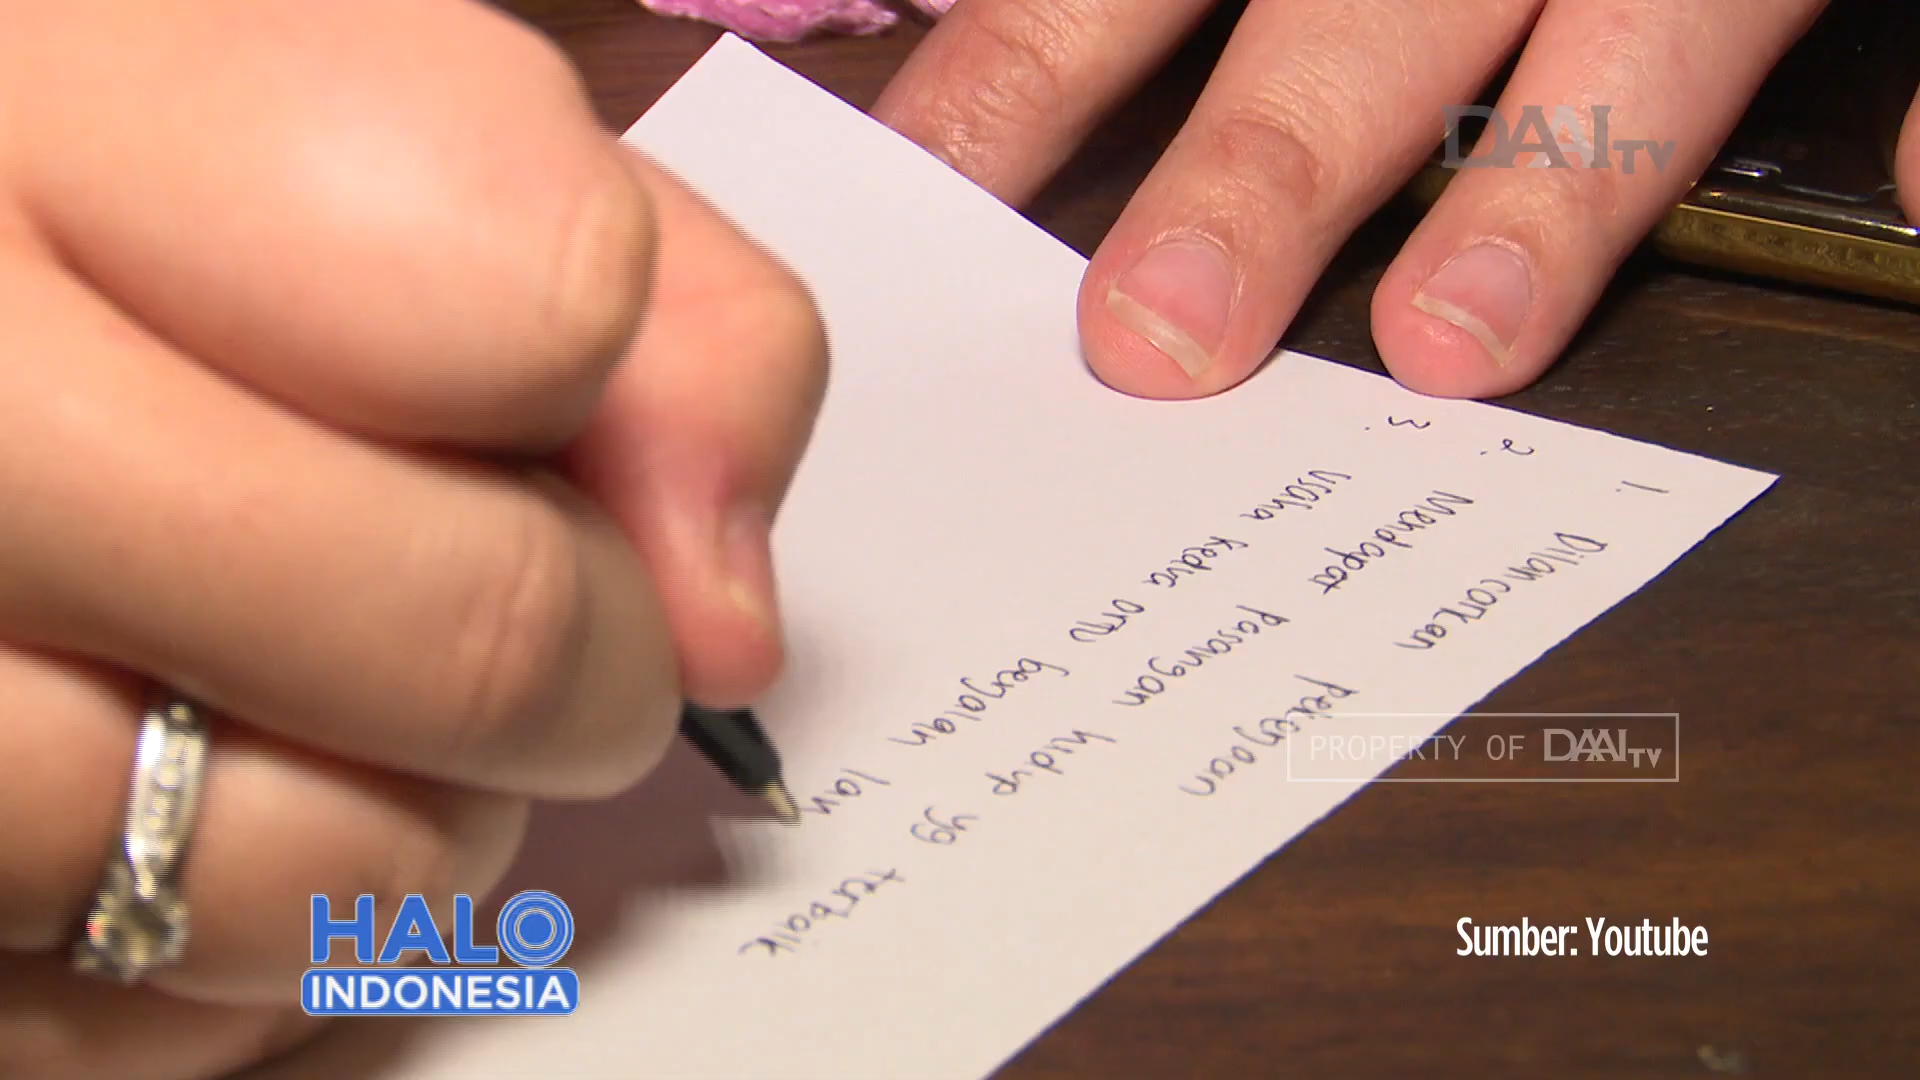 DAAI TV
1. Dilancarkan pekerjaan
2. Mendapat Pasangan hidup yg terbaik
3. Usaha kedua ortu berjalan lan
PROPERTY OF DAAI TV
Sumber: Youtube
HALO
INDONESIA